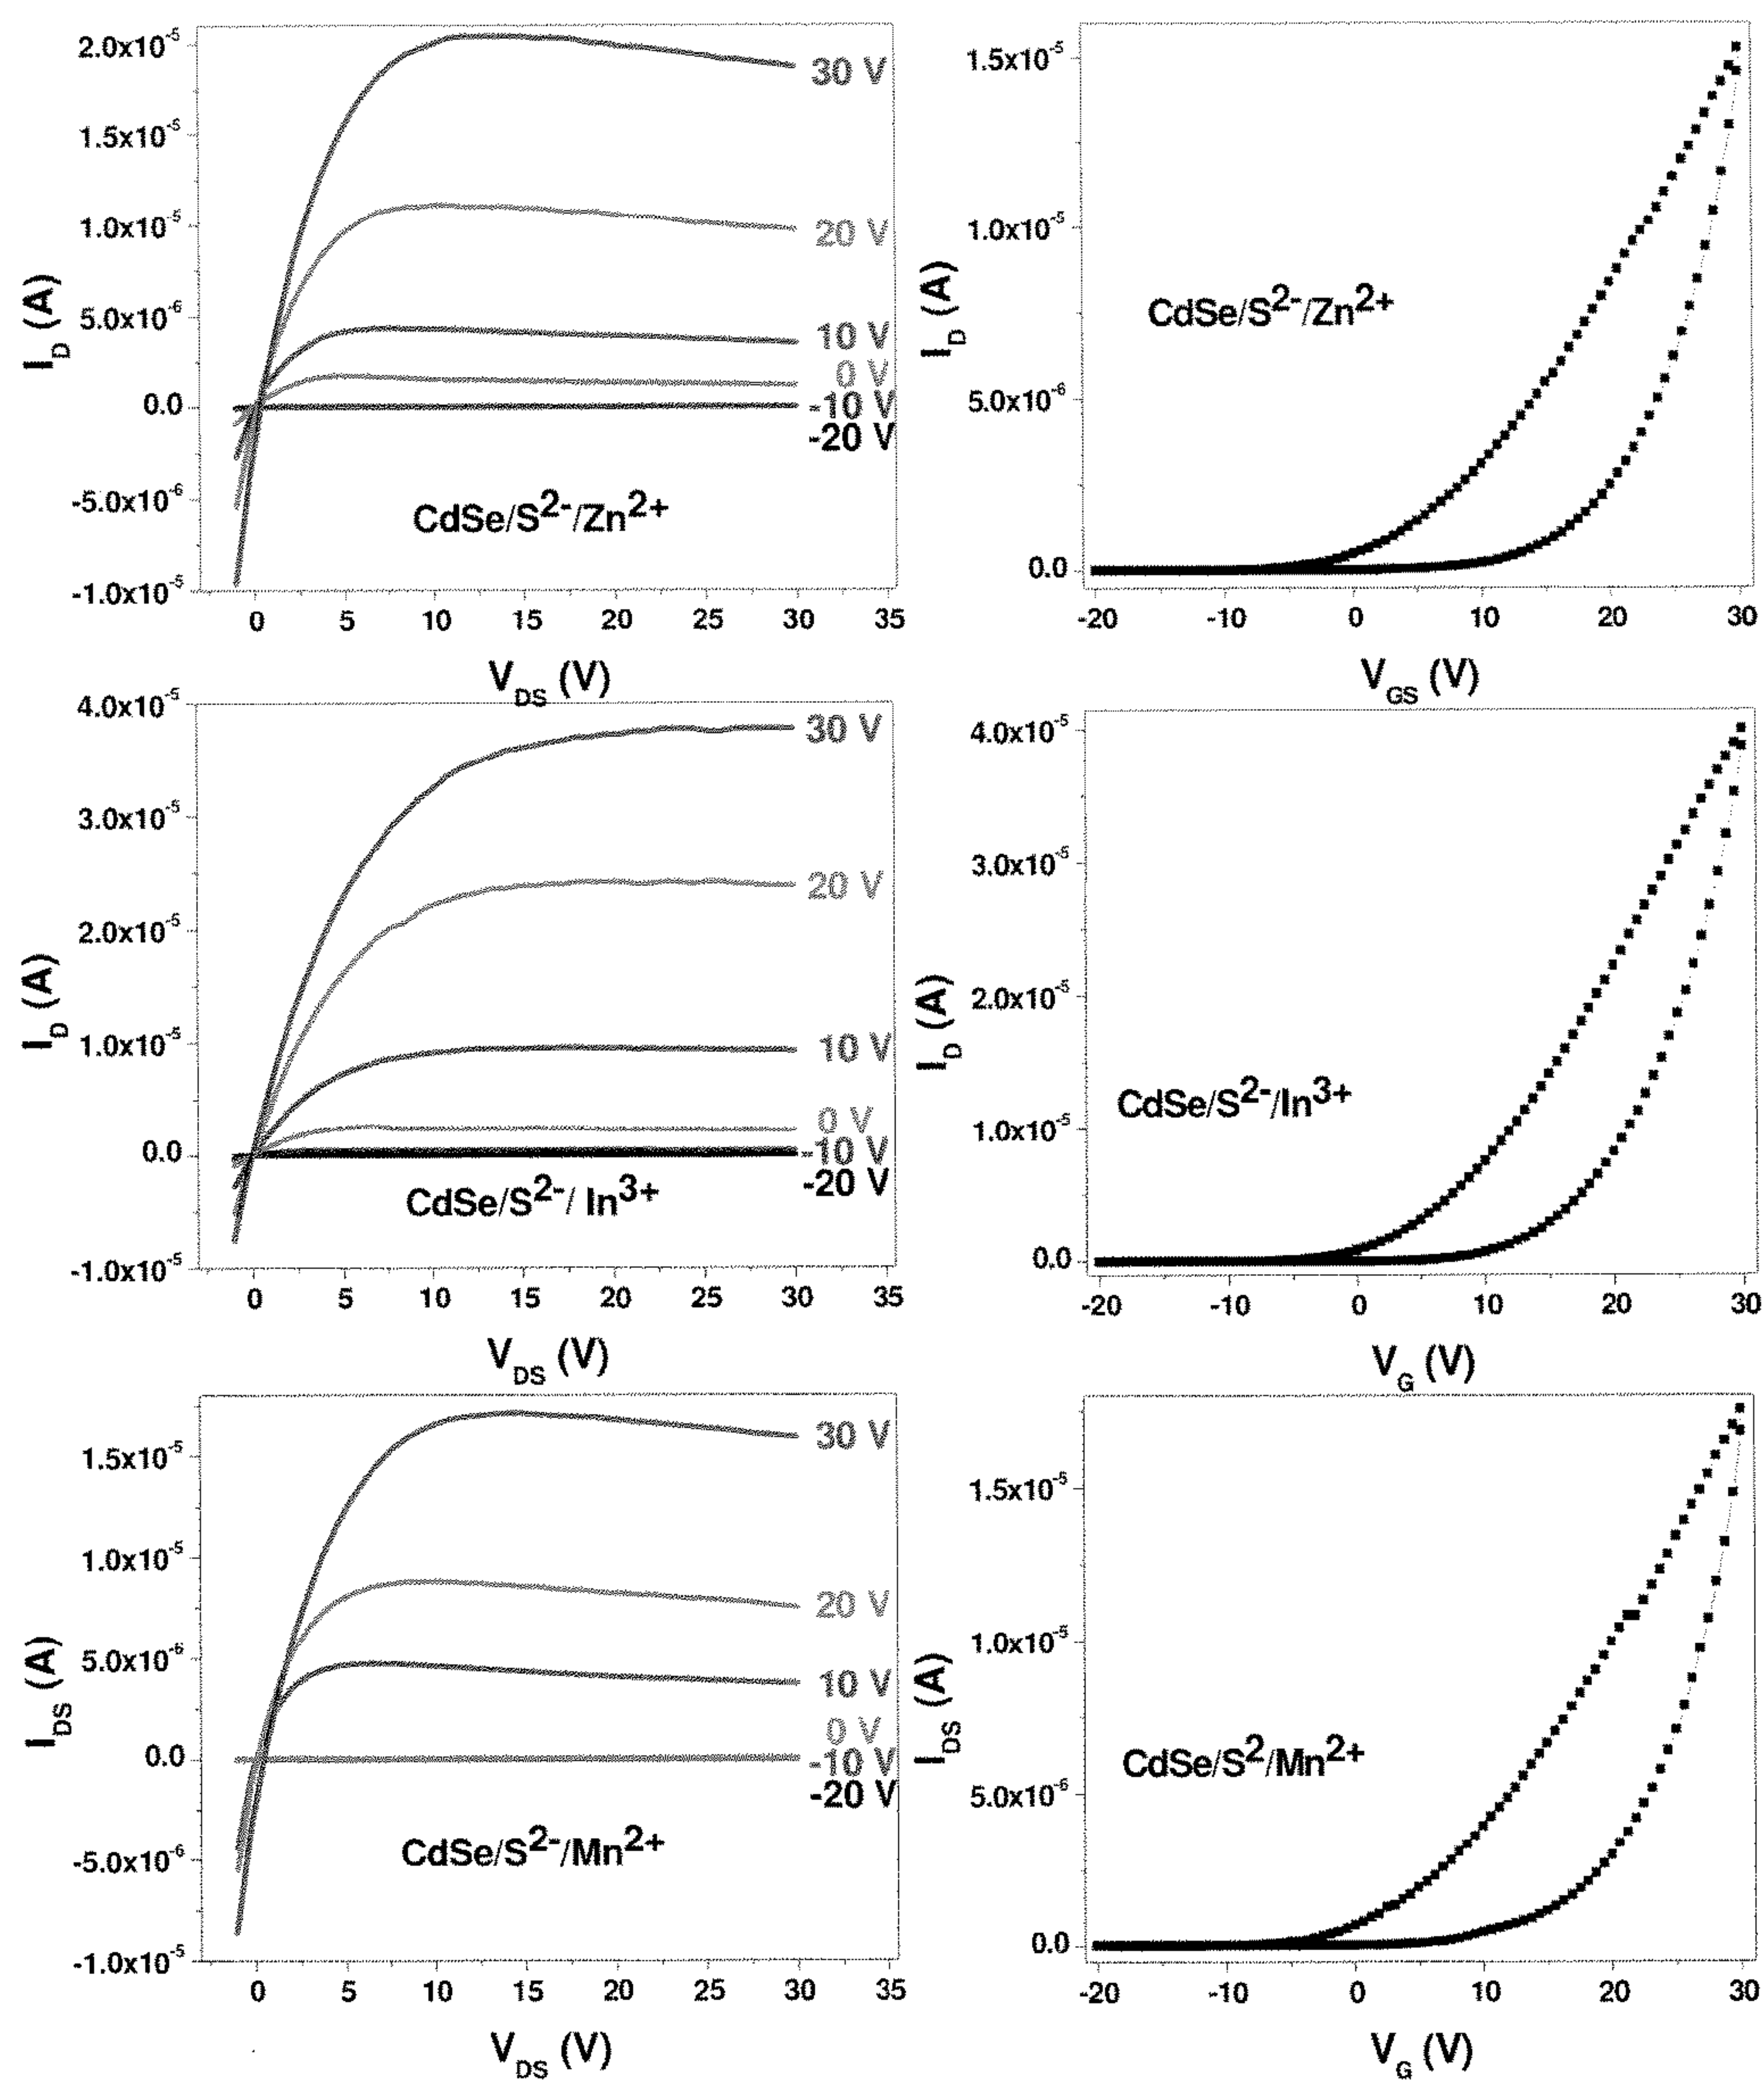 2.0x10⁻⁵
1.5x10⁻⁵
1.0x10⁻⁵
5.0x10⁻⁶
0.0
-5.0x10⁻⁶
-1.0x10⁻⁵
I_D (A)
30 V
20 V
10 V
0 V
-10 V
-20 V
CdSe/S²⁻/Zn²⁺
0 5 10 15 20 25 30 35
V_DS (V)
1.5x10⁻⁵
1.0x10⁻⁵
5.0x10⁻⁶
0.0
I_D (A)
CdSe/S²⁻/Zn²⁺
-20 -10 0 10 20 30
V_GS (V)
4.0x10⁻⁵
3.0x10⁻⁵
2.0x10⁻⁵
1.0x10⁻⁵
0.0
-1.0x10⁻⁵
I_D (A)
30 V
20 V
10 V
0 V
-10 V
-20 V
CdSe/S²⁻/ In³⁺
0 5 10 15 20 25 30 35
V_DS (V)
4.0x10⁻⁵
3.0x10⁻⁵
2.0x10⁻⁵
1.0x10⁻⁵
0.0
I_D (A)
CdSe/S²⁻/In³⁺
-20 -10 0 10 20 30
V_G (V)
1.5x10⁻⁵
1.0x10⁻⁵
5.0x10⁻⁶
0.0
-5.0x10⁻⁶
-1.0x10⁻⁵
I_DS (A)
30 V
20 V
10 V
0 V
-10 V
-20 V
CdSe/S²⁻/Mn²⁺
0 5 10 15 20 25 30 35
V_DS (V)
1.5x10⁻⁵
1.0x10⁻⁵
5.0x10⁻⁶
0.0
I_DS (A)
CdSe/S²/Mn²⁺
-20 -10 0 10 20 30
V_G (V)